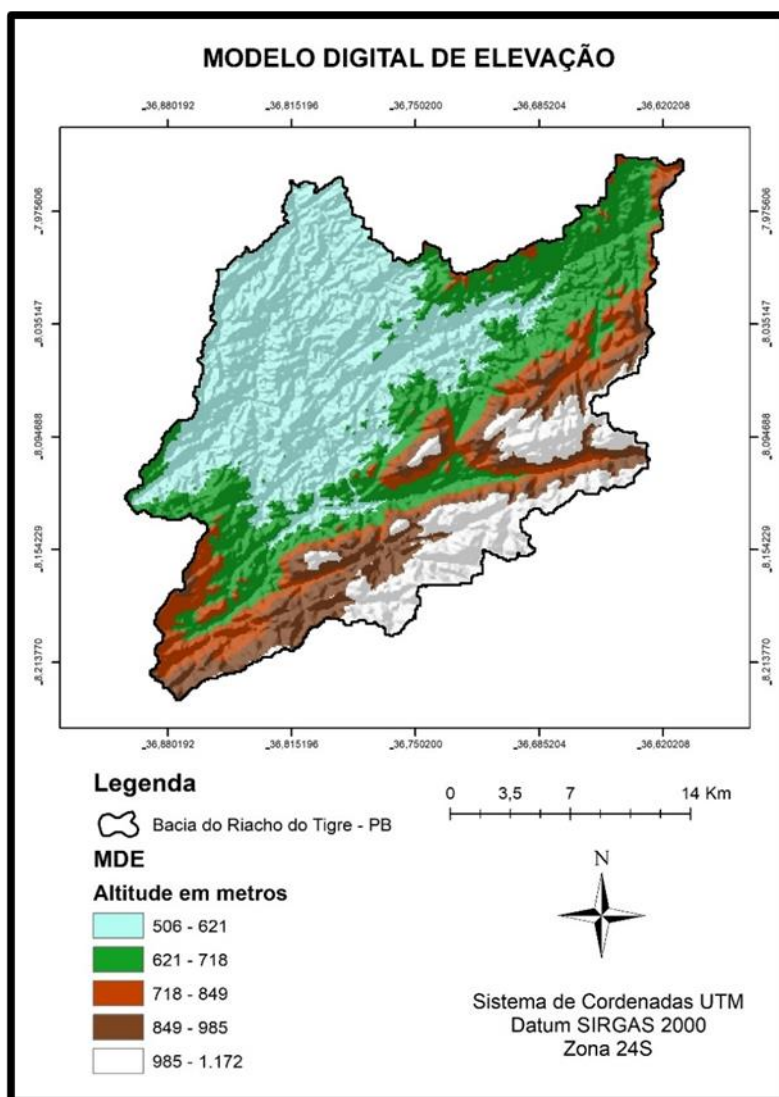 MODELO DIGITAL DE ELEVAÇÃO
-36,880192 -36,815196 -36,750200 -36,685204 -36,620208
-7,975606 -7,975606
-8,035147 -8,035147
-8,094688 -8,094688
-8,154229 -8,154229
-8,213770 -8,213770
-36,880192 -36,815196 -36,750200 -36,685204 -36,620208
Legenda
Bacia do Riacho do Tigre - PB
MDE
Altitude em metros
506 - 621
621 - 718
718 - 849
849 - 985
985 - 1.172
0 3,5 7 14 Km
N
Sistema de Cordenadas UTM
Datum SIRGAS 2000
Zona 24S